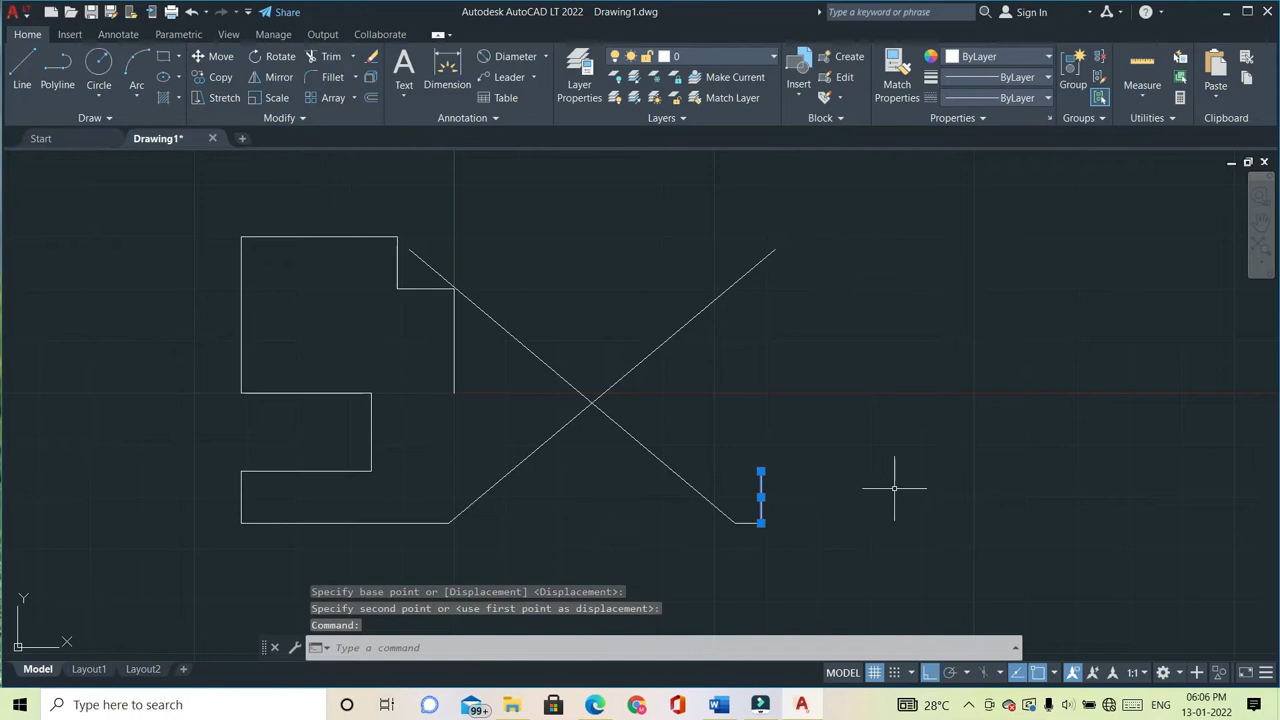 LT
Share
Autodesk AutoCAD LT 2022 Drawing1.dwg
Type a keyword or phrase
Sign In
Home Insert Annotate Parametric View Manage Output Collaborate
Line
Polyline
Circle
Arc
Move Rotate Trim
Copy Mirror Fillet
Stretch Scale Array
Text
Dimension
Diameter
Leader
Table
Layer
Properties
0
Make Current
Match Layer
Insert
Create
Edit
Match
Properties
ByLayer
ByLayer
ByLayer
Group
Measure
Paste
Draw Modify Annotation Layers Block Properties Groups Utilities Clipboard
Start Drawing1*
Specify base point or [Displacement] <Displacement>:
Specify second point or <use first point as displacement>:
Command:
Type a command
Y
X
Model Layout1 Layout2
MODEL 1:1
Type here to search
99+
28°C
ENG
06:06 PM
13-01-2022